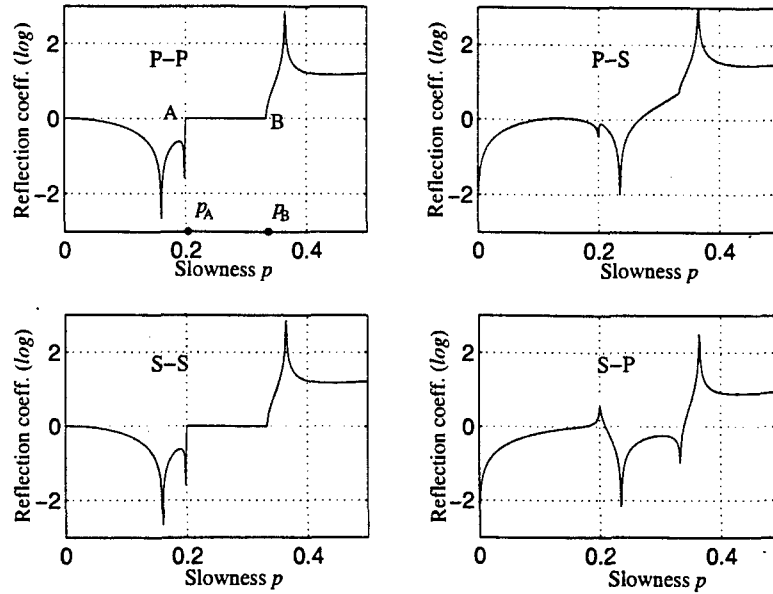 2
P–P
A
0
B
−2
Reflection coeff. (log)
p_A
p_B
0
0.2
0.4
Slowness p
2
P–S
0
−2
Reflection coeff. (log)
0
0.2
0.4
Slowness p
2
S–S
0
−2
Reflection coeff. (log)
0
0.2
0.4
Slowness p
2
S–P
0
−2
Reflection coeff. (log)
0
0.2
0.4
Slowness p